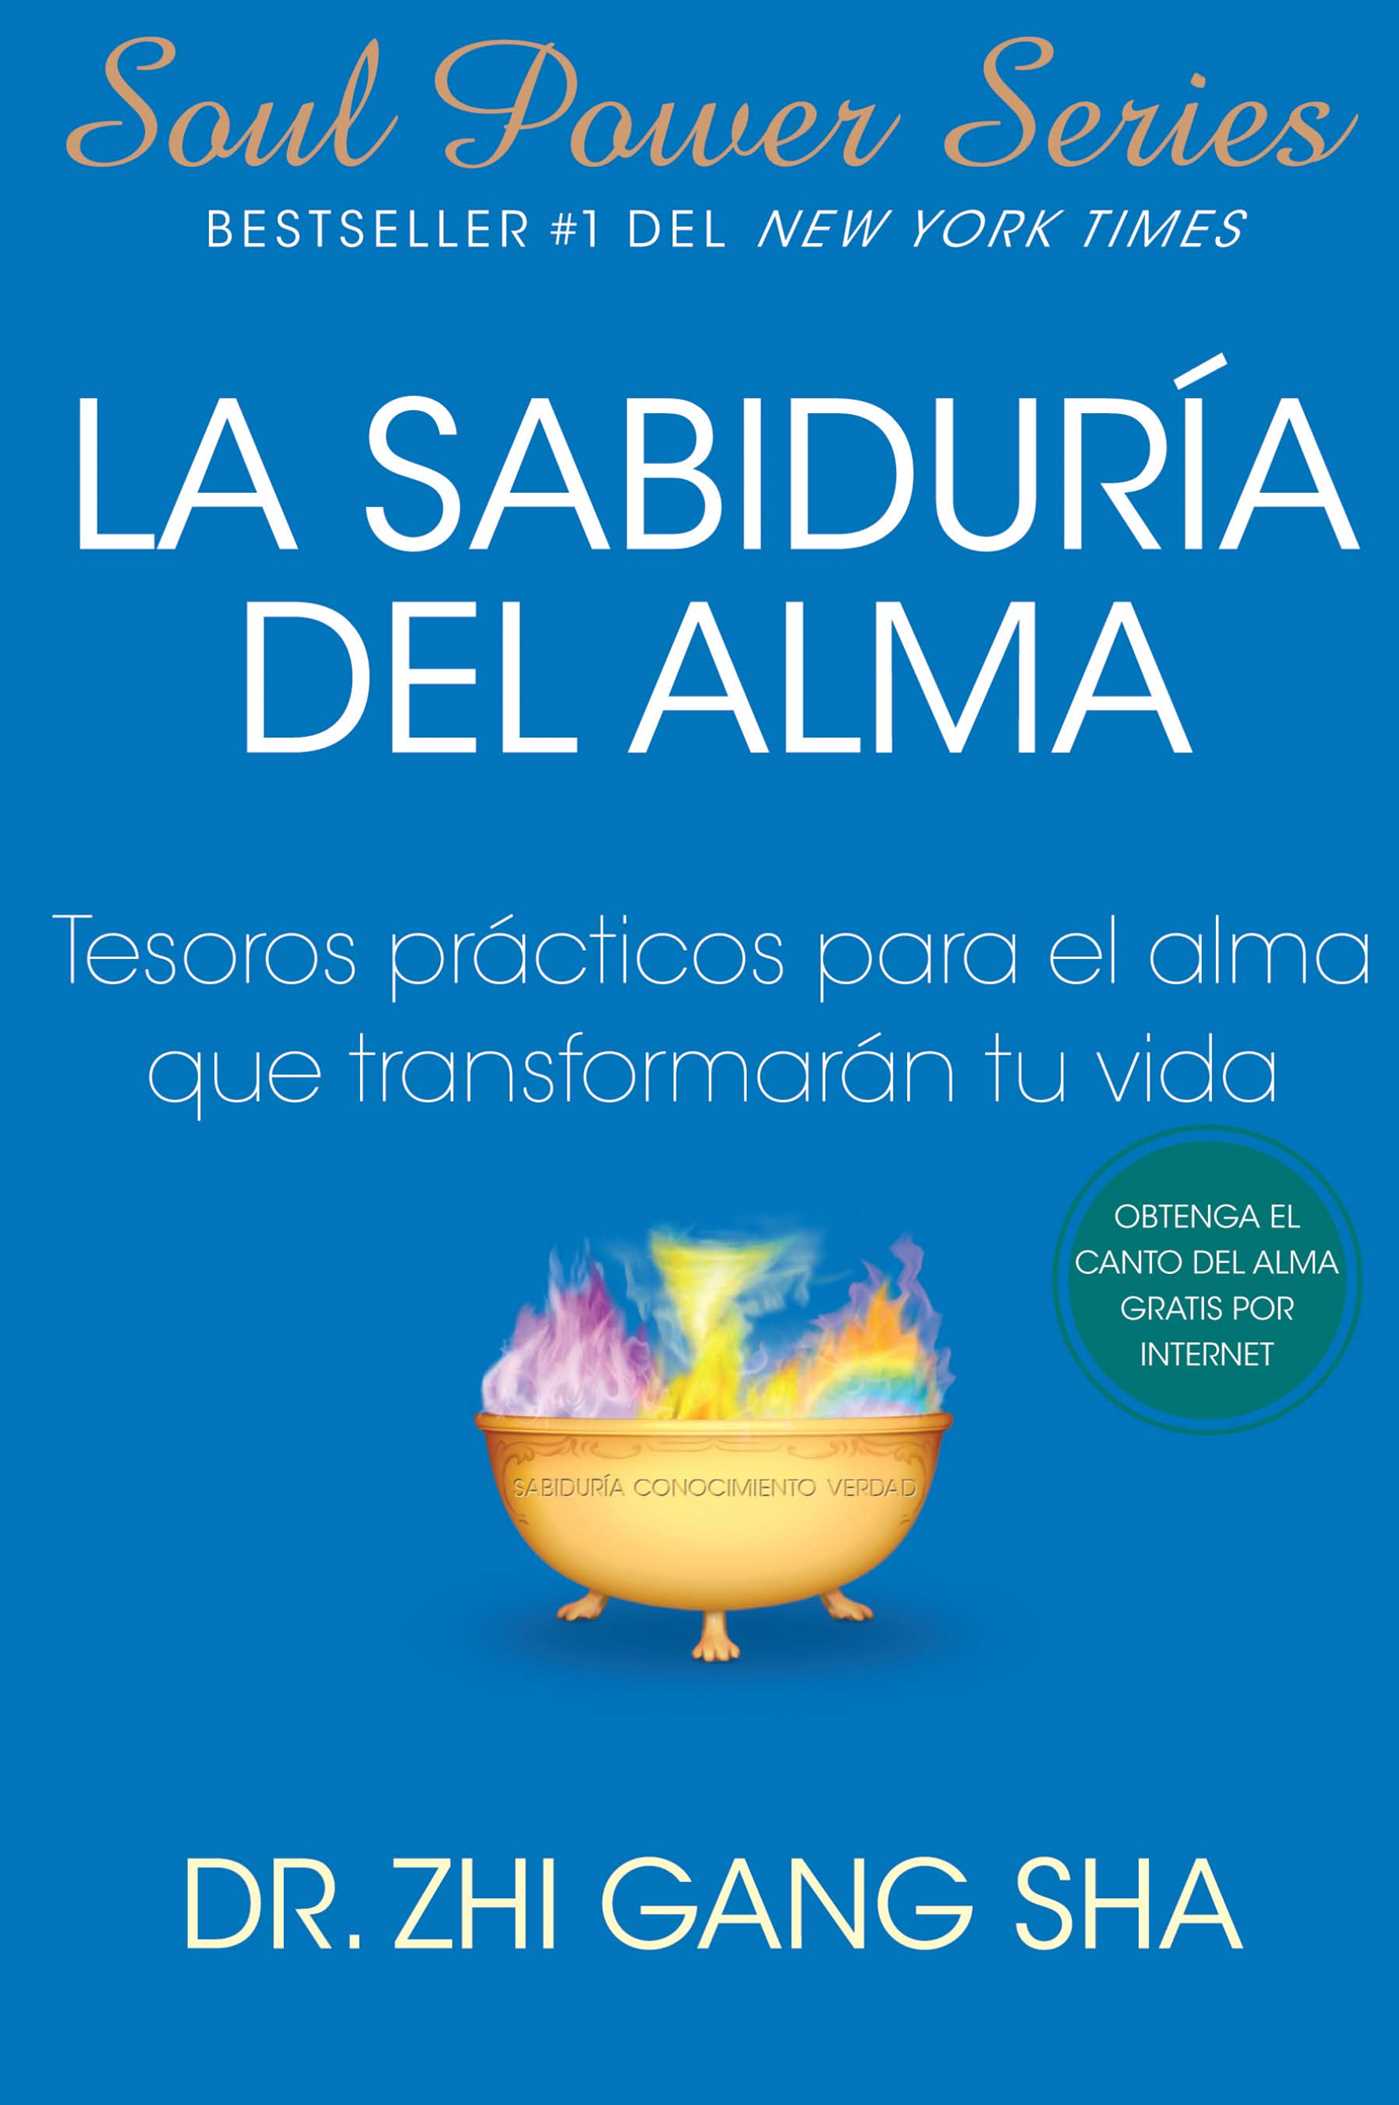 Soul Power Series
BESTSELLER #1 DEL NEW YORK TIMES
LA SABIDURÍA
DEL ALMA
Tesoros prácticos para el alma
que transformarán tu vida
OBTENGA EL
CANTO DEL ALMA
GRATIS POR
INTERNET
SABIDURÍA CONOCIMIENTO VERDAD
DR. ZHI GANG SHA